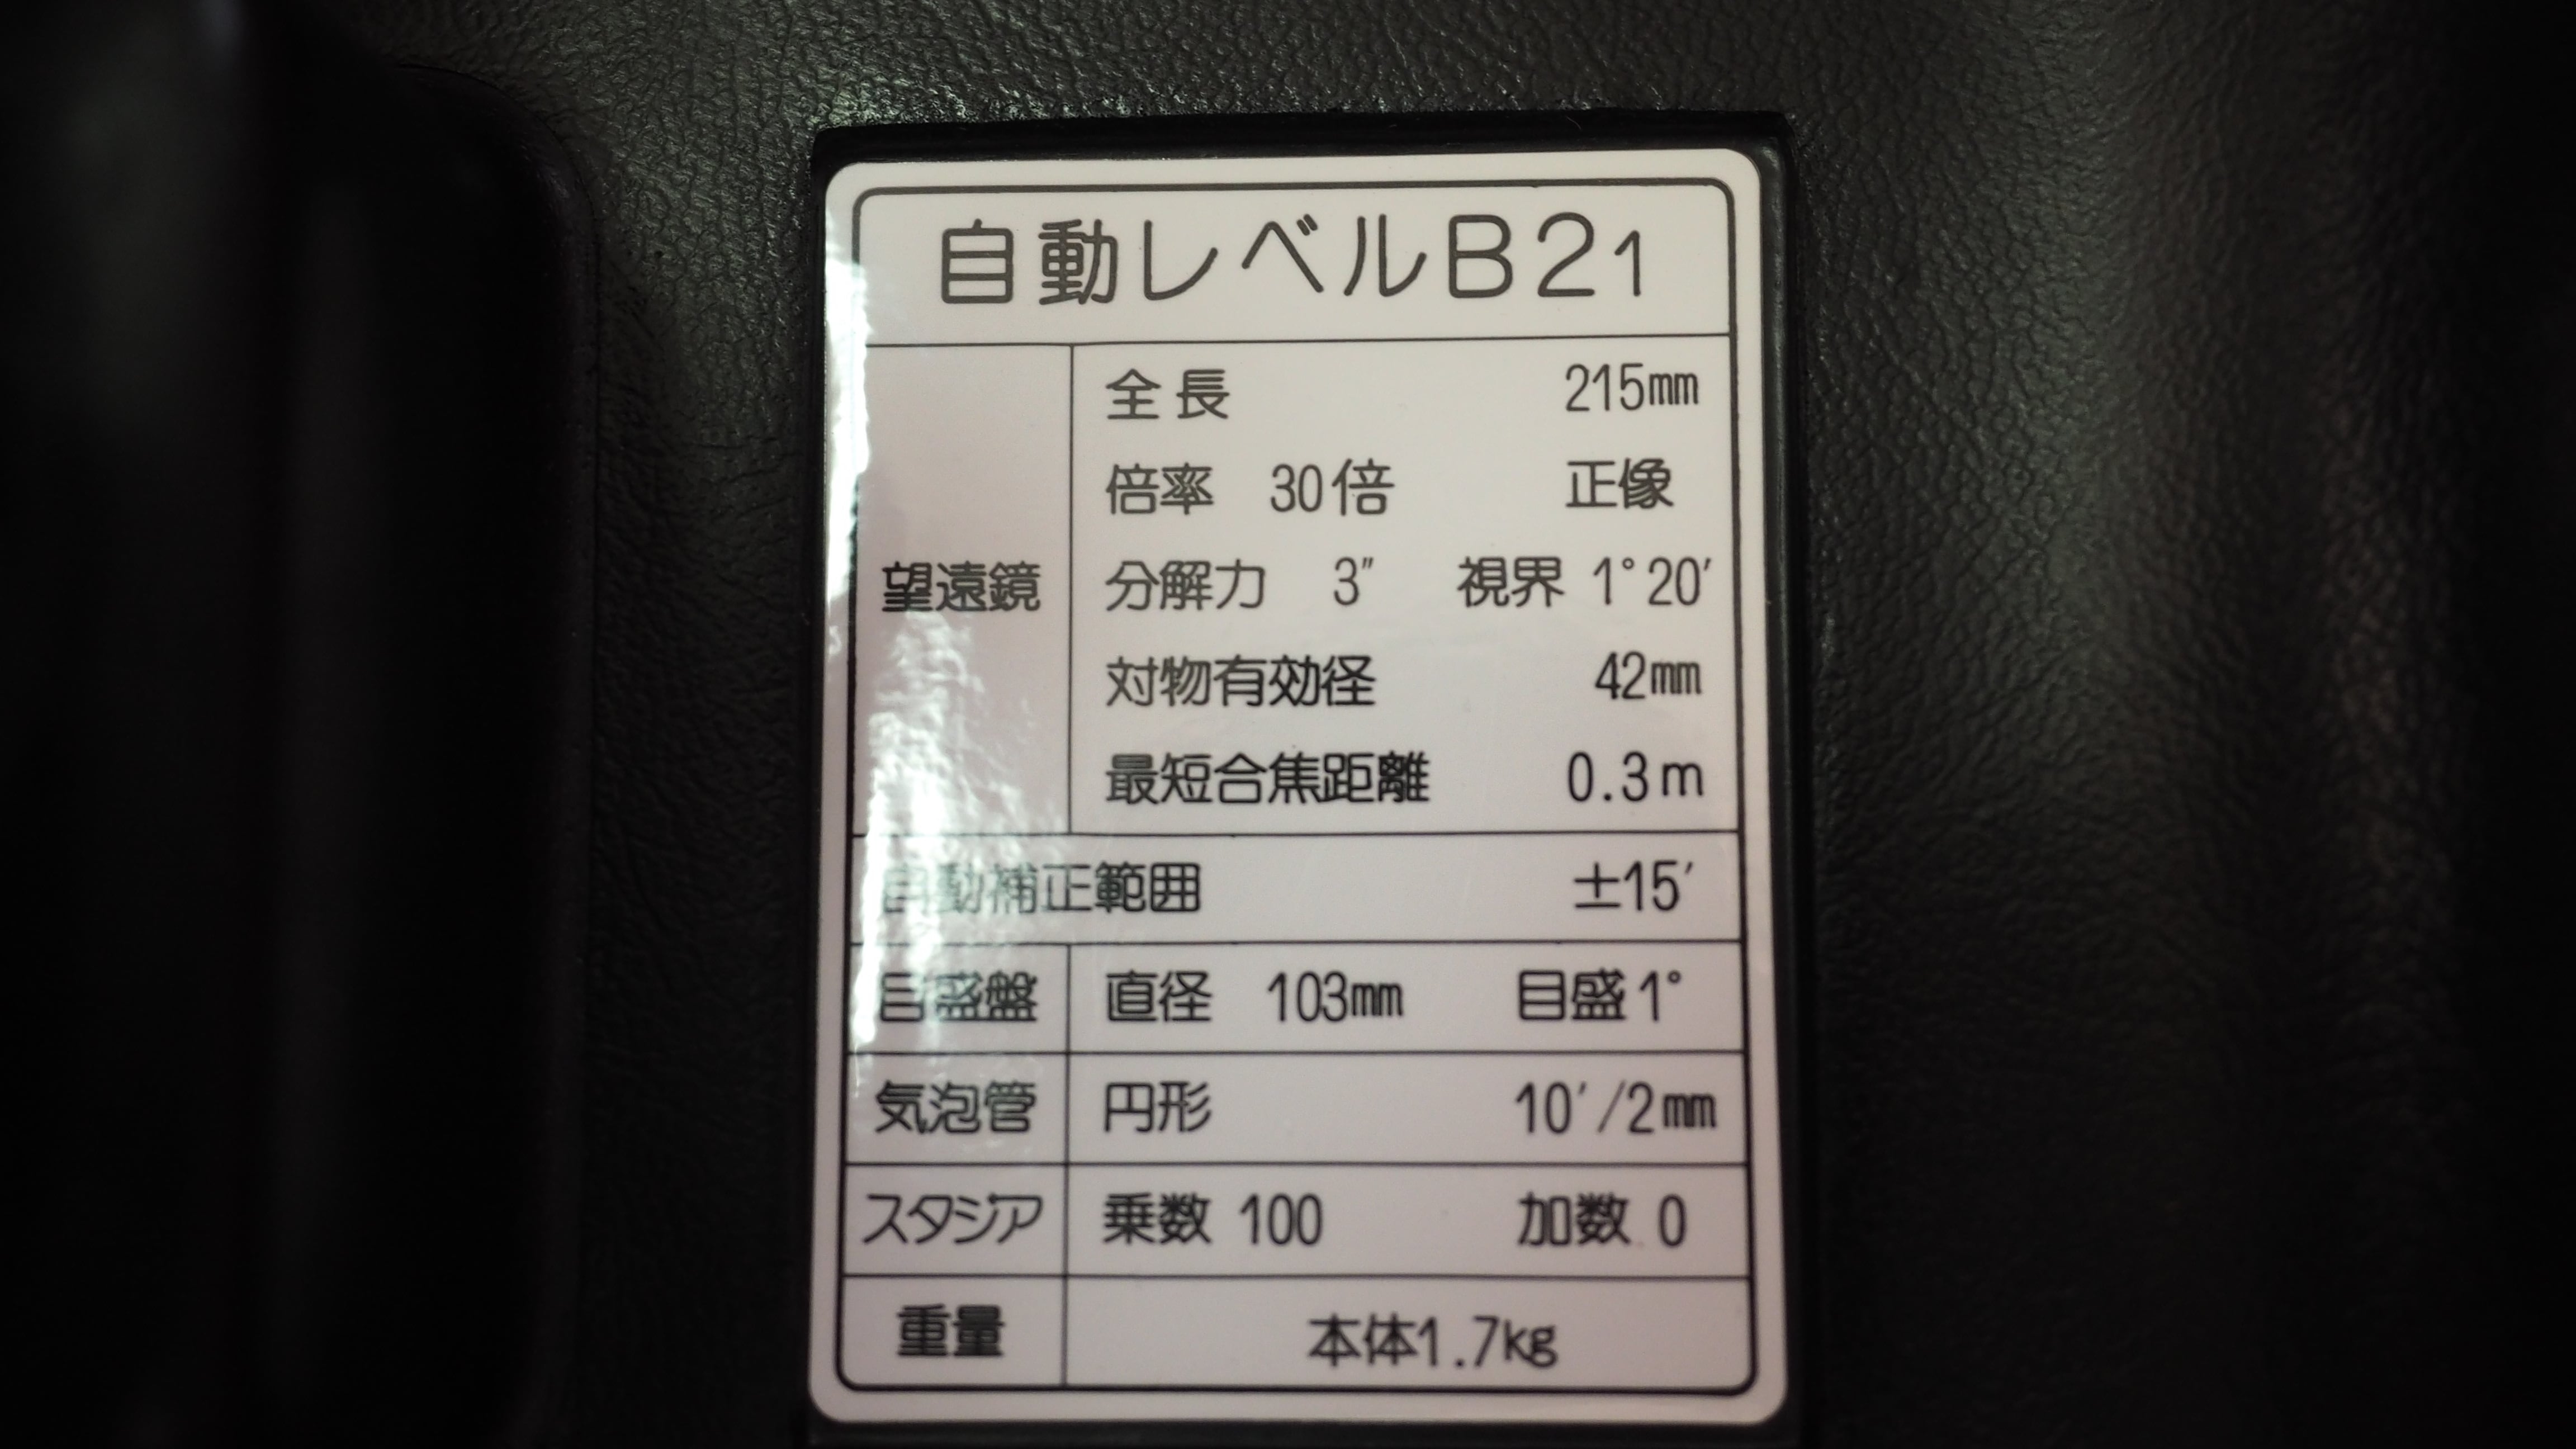 自動レベルB21
望遠鏡
全長 215mm
倍率 30倍 正像
分解力 3″ 視界 1°20′
対物有効径 42mm
最短合焦距離 0.3m
自動補正範囲 ±15′
目盛盤 直径 103mm 目盛1°
気泡管 円形 10′/2mm
スタジア 乗数 100 加数 0
重量 本体1.7kg